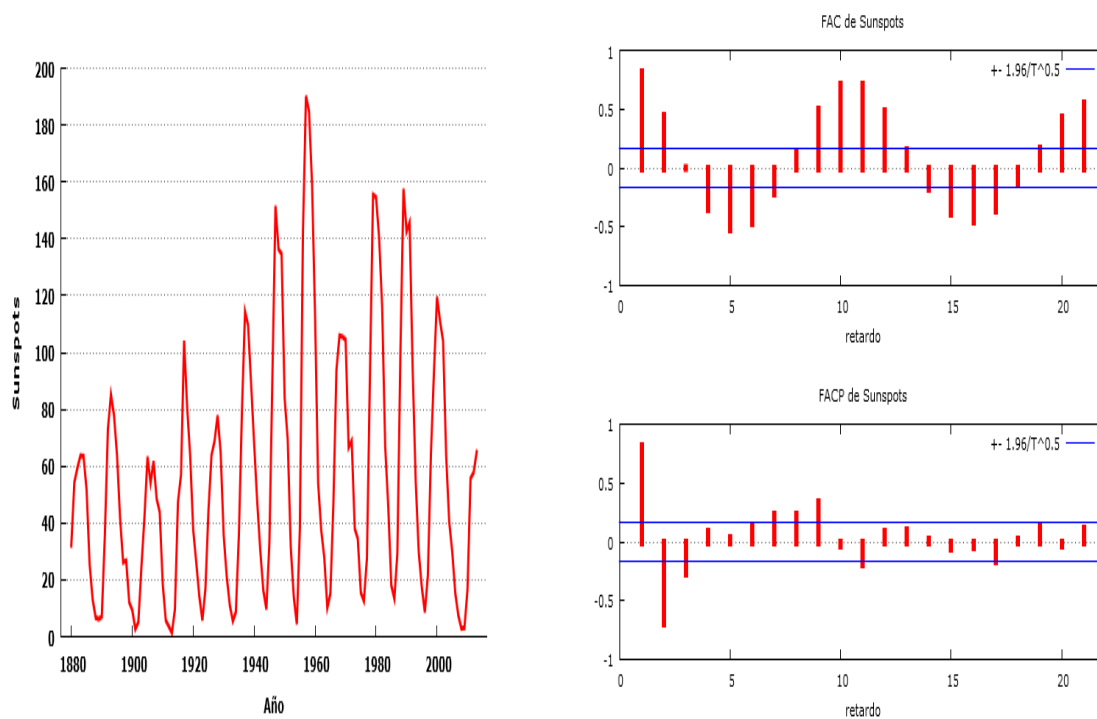 200
180
160
140
120
100
80
60
40
20
0
Sunspots
1880 1900 1920 1940 1960 1980 2000
Año
FAC de Sunspots
+- 1.96/T^0.5
1
0.5
0
-0.5
-1
0 5 10 15 20
retardo
FACP de Sunspots
+- 1.96/T^0.5
1
0.5
0
-0.5
-1
0 5 10 15 20
retardo